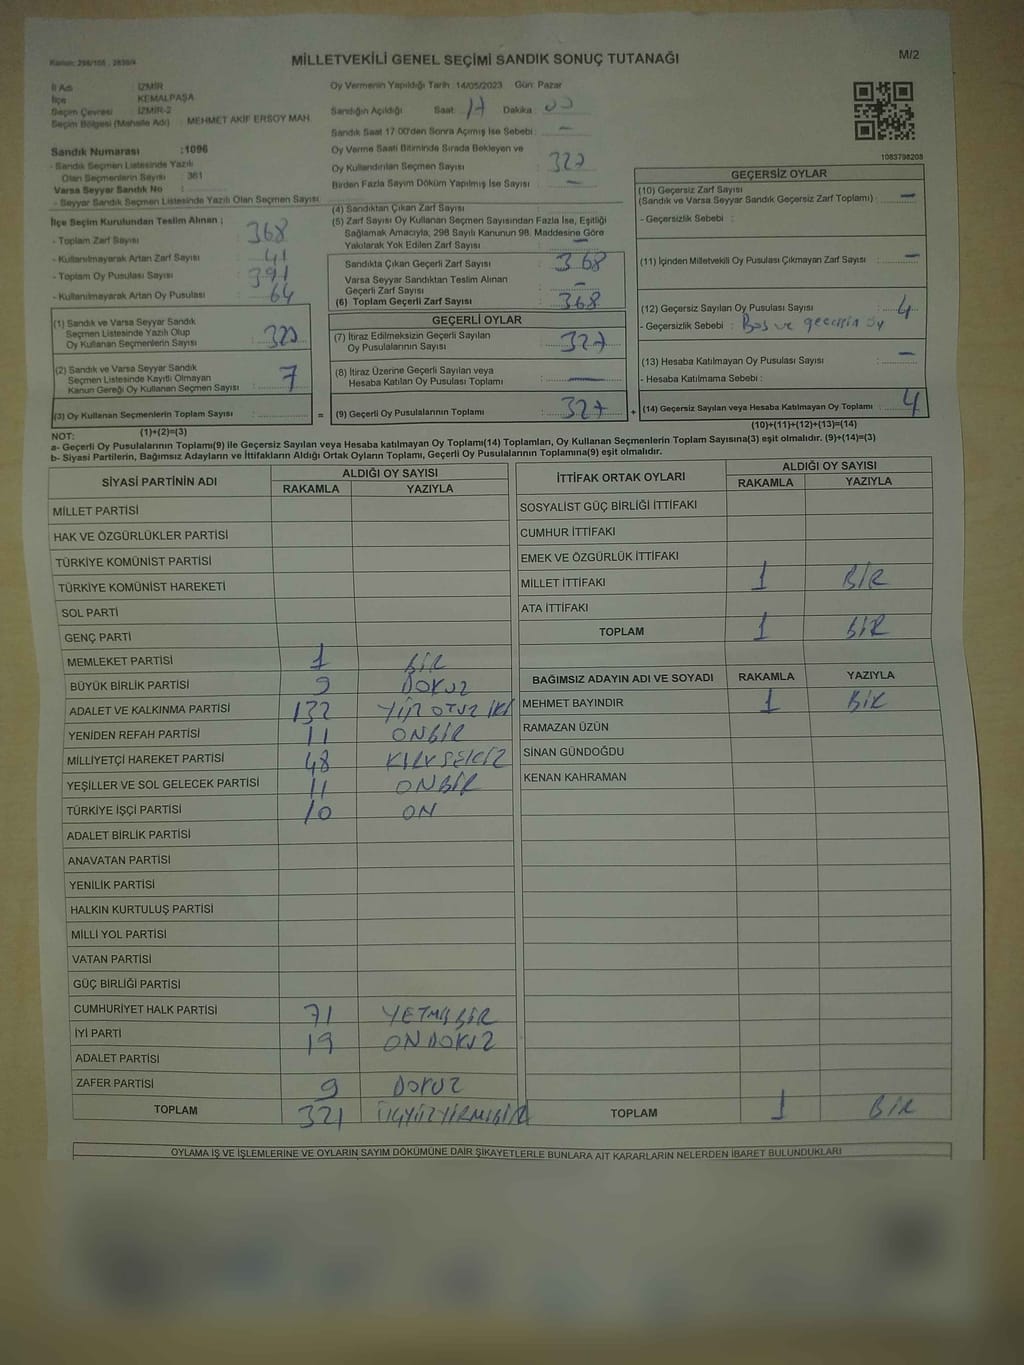 Kanun: 298/105 , 2839/4
MİLLETVEKİLİ GENEL SEÇİMİ SANDIK SONUÇ TUTANAĞI
M/2
İl Adı : İZMİR
İlçe : KEMALPAŞA
Seçim Çevresi : İZMİR-2
Seçim Bölgesi (Mahalle Adı) : MEHMET AKİF ERSOY MAH.
Oy Vermenin Yapıldığı Tarih :14/05/2023 Gün: Pazar
Sandığın Açıldığı Saat: 17 Dakika : 00
Sandık Saat 17:00'den Sonra Açılmış İse Sebebi : —
Sandık Numarası :1096
- Sandık Seçmen Listesinde Yazılı
Olan Seçmenlerin Sayısı : 361
Varsa Seyyar Sandık No :
- Seyyar Sandık Seçmen Listesinde Yazılı Olan Seçmen Sayısı
Oy Verme Saati Bitiminde Sırada Bekleyen ve
Oy Kullandırılan Seçmen Sayısı : 327
Birden Fazla Sayım Döküm Yapılmış İse Sayısı : —
1083798208
İlçe Seçim Kurulundan Teslim Alınan ;
- Toplam Zarf Sayısı : 368
- Kullanılmayarak Artan Zarf Sayısı : 41
- Toplam Oy Pusulası Sayısı : 391
- Kullanılmayarak Artan Oy Pusulası : 64
(4) Sandıktan Çıkan Zarf Sayısı :
(5) Zarf Sayısı Oy Kullanan Seçmen Sayısından Fazla İse, Eşitliği
Sağlamak Amacıyla, 298 Sayılı Kanunun 98. Maddesine Göre
Yakılarak Yok Edilen Zarf Sayısı : —
Sandıkta Çıkan Geçerli Zarf Sayısı : 368
Varsa Seyyar Sandıktan Teslim Alınan
Geçerli Zarf Sayısı : —
(6) Toplam Geçerli Zarf Sayısı : 368
GEÇERSİZ OYLAR
(10) Geçersiz Zarf Sayısı
(Sandık ve Varsa Seyyar Sandık Geçersiz Zarf Toplamı) : —
- Geçersizlik Sebebi :
(11) İçinden Milletvekili Oy Pusulası Çıkmayan Zarf Sayısı : —
(12) Geçersiz Sayılan Oy Pusulası Sayısı : 4
- Geçersizlik Sebebi : Boş ve
(13) Hesaba Katılmayan Oy Pusulası Sayısı : —
- Hesaba Katılmama Sebebi :
(14) Geçersiz Sayılan veya Hesaba Katılmayan Oy Toplamı : 4
(10)+(11)+(12)+(13)=(14)
(1) Sandık ve Varsa Seyyar Sandık
Seçmen Listesinde Yazılı Olup
Oy Kullanan Seçmenlerin Sayısı :
(2) Sandık ve Varsa Seyyar Sandık
Seçmen Listesinde Kayıtlı Olmayan
Kanun Gereği Oy Kullanan Seçmen Sayısı : 7
(3) Oy Kullanan Seçmenlerin Toplam Sayısı :
(1)+(2)=(3)
GEÇERLİ OYLAR
(7) İtiraz Edilmeksizin Geçerli Sayılan
Oy Pusulalarının Sayısı : 327
(8) İtiraz Üzerine Geçerli Sayılan veya
Hesaba Katılan Oy Pusulası Toplamı : —
= (9) Geçerli Oy Pusulalarının Toplamı : 327 +
NOT:
a- Geçerli Oy Pusulaları Toplamı(9) ile Geçersiz Sayılan veya Hesaba katılmayan Oy Toplamı(14) Toplamları, Oy Kullanan Seçmenlerin Toplam Sayısına(3) eşit olmalıdır. (9)+(14)=(3)
b- Siyasi Partilerin, Bağımsız Adayların ve İttifakların Aldığı Ortak Oyların Toplamı, Geçerli Oy Pusulalarının Toplamına(9) eşit olmalıdır.
SİYASİ PARTİNİN ADI ALDIĞI OY SAYISI
RAKAMLA YAZIYLA
MİLLET PARTİSİ
HAK VE ÖZGÜRLÜKLER PARTİSİ
TÜRKİYE KOMÜNİST PARTİSİ
TÜRKİYE KOMÜNİST HAREKETİ
SOL PARTİ
GENÇ PARTİ
MEMLEKET PARTİSİ 1 BİR
BÜYÜK BİRLİK PARTİSİ 9 DOKUZ
ADALET VE KALKINMA PARTİSİ 132 YÜZ OTUZ İKİ
YENİDEN REFAH PARTİSİ 11 ONBİR
MİLLİYETÇİ HAREKET PARTİSİ 48 KIRKSEKİZ
YEŞİLLER VE SOL GELECEK PARTİSİ 11 ONBİR
TÜRKİYE İŞÇİ PARTİSİ 10 ON
ADALET BİRLİK PARTİSİ
ANAVATAN PARTİSİ
YENİLİK PARTİSİ
HALKIN KURTULUŞ PARTİSİ
MİLLİ YOL PARTİSİ
VATAN PARTİSİ
GÜÇ BİRLİĞİ PARTİSİ
CUMHURİYET HALK PARTİSİ 71 YETMİŞBİR
İYİ PARTİ 19 ONDOKUZ
ADALET PARTİSİ
ZAFER PARTİSİ 9 DOKUZ
TOPLAM 321 ÜÇYÜZYİRMİBİR
İTTİFAK ORTAK OYLARI ALDIĞI OY SAYISI
RAKAMLA YAZIYLA
SOSYALİST GÜÇ BİRLİĞİ İTTİFAKI
CUMHUR İTTİFAKI
EMEK VE ÖZGÜRLÜK İTTİFAKI
MİLLET İTTİFAKI 1 BİR
ATA İTTİFAKI
TOPLAM 1 BİR
BAĞIMSIZ ADAYIN ADI VE SOYADI RAKAMLA YAZIYLA
MEHMET BAYINDIR 1 BİR
RAMAZAN ÜZÜN
SİNAN GÜNDOĞDU
KENAN KAHRAMAN
TOPLAM 1 BİR
OYLAMA İŞ VE İŞLEMLERİNE VE OYLARIN SAYIM DÖKÜMÜNE DAİR ŞİKAYETLERLE BUNLARA AİT KARARLARIN NELERDEN İBARET BULUNDUKLARI